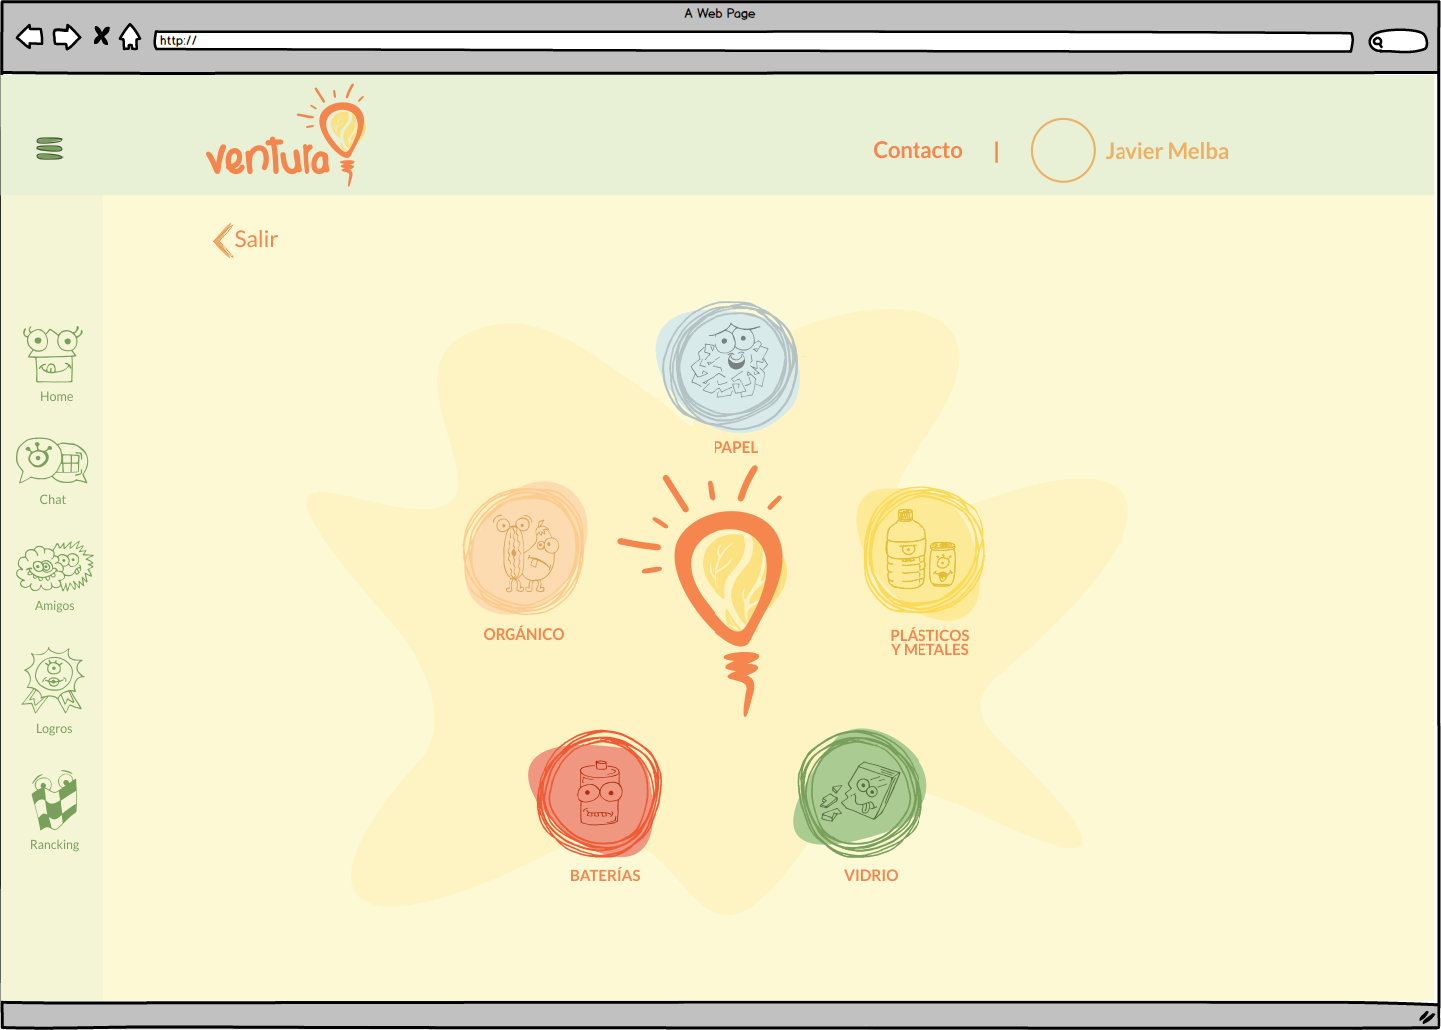 A Web Page
http://
ventura
Contacto | Javier Melba
Salir
Home
Chat
Amigos
Logros
Rancking
PAPEL
ORGÁNICO
PLÁSTICOS
Y METALES
BATERÍAS
VIDRIO